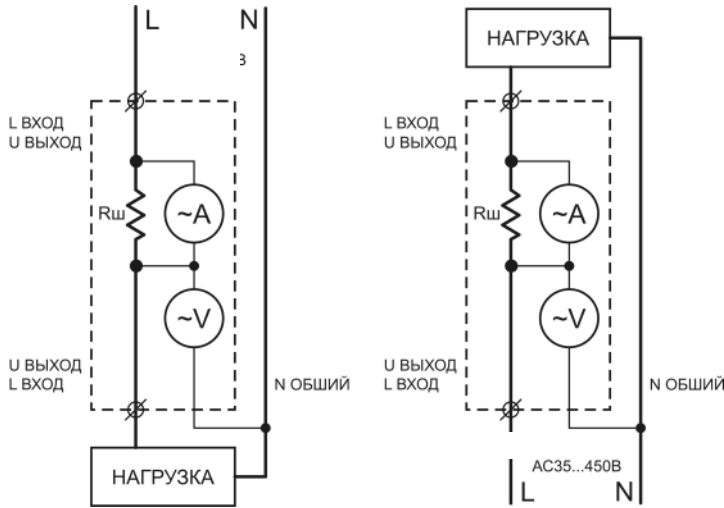 L N
в
L ВХОД
U ВЫХОД
Rш
~A
~V
U ВЫХОД
L ВХОД
N ОБШИЙ
НАГРУЗКА
НАГРУЗКА
L ВХОД
U ВЫХОД
Rш
~A
~V
U ВЫХОД
L ВХОД
N ОБШИЙ
AC35...450В
L N